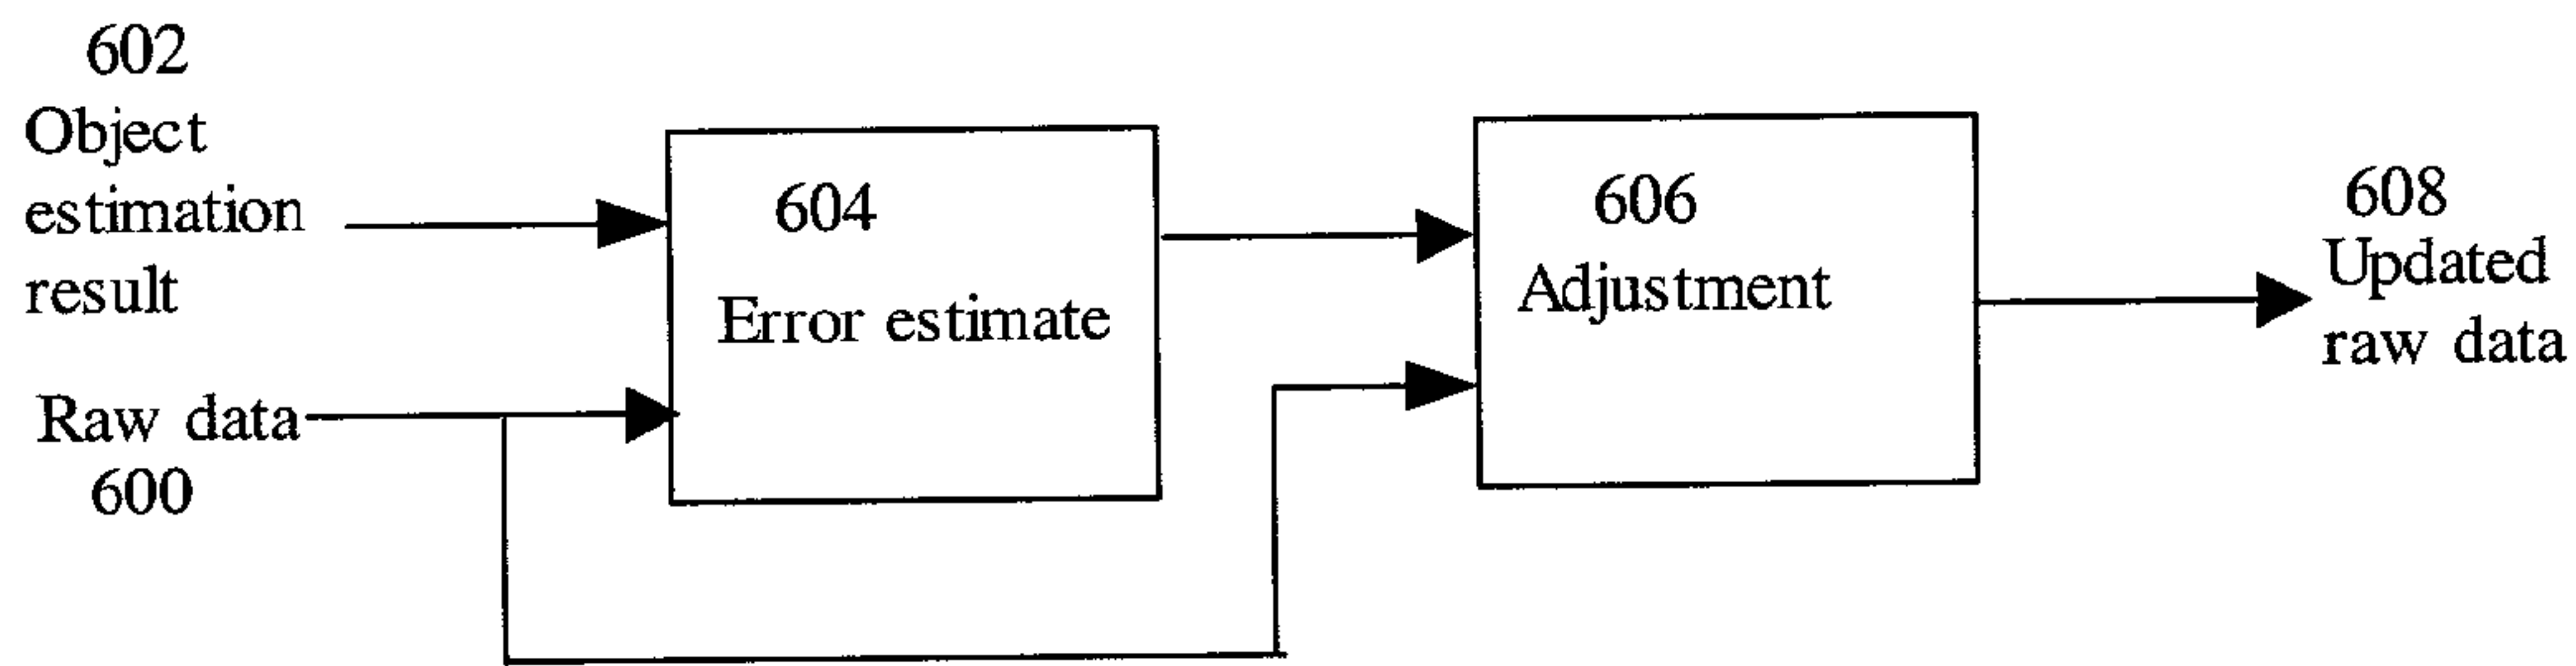 602
Object
estimation
result
Raw data
600
604
Error estimate
606
Adjustment
608
Updated
raw data